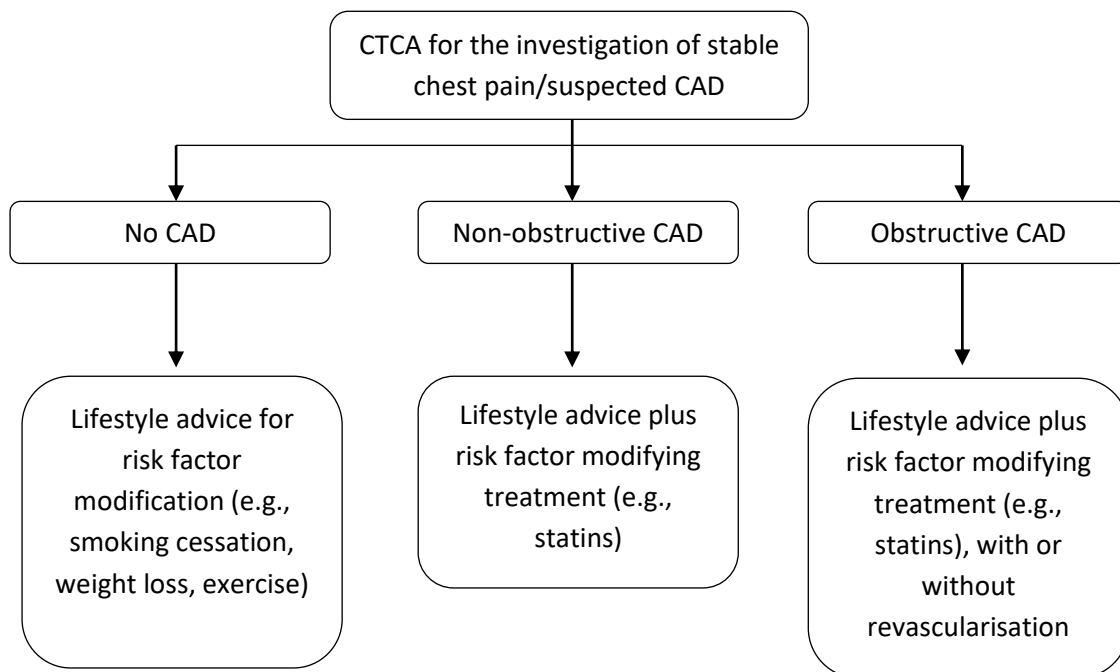 CTCA for the investigation of stable
chest pain/suspected CAD
No CAD
Non-obstructive CAD
Obstructive CAD
Lifestyle advice for
risk factor
modification (e.g.,
smoking cessation,
weight loss, exercise)
Lifestyle advice plus
risk factor modifying
treatment (e.g.,
statins)
Lifestyle advice plus
risk factor modifying
treatment (e.g.,
statins), with or
without
revascularisation